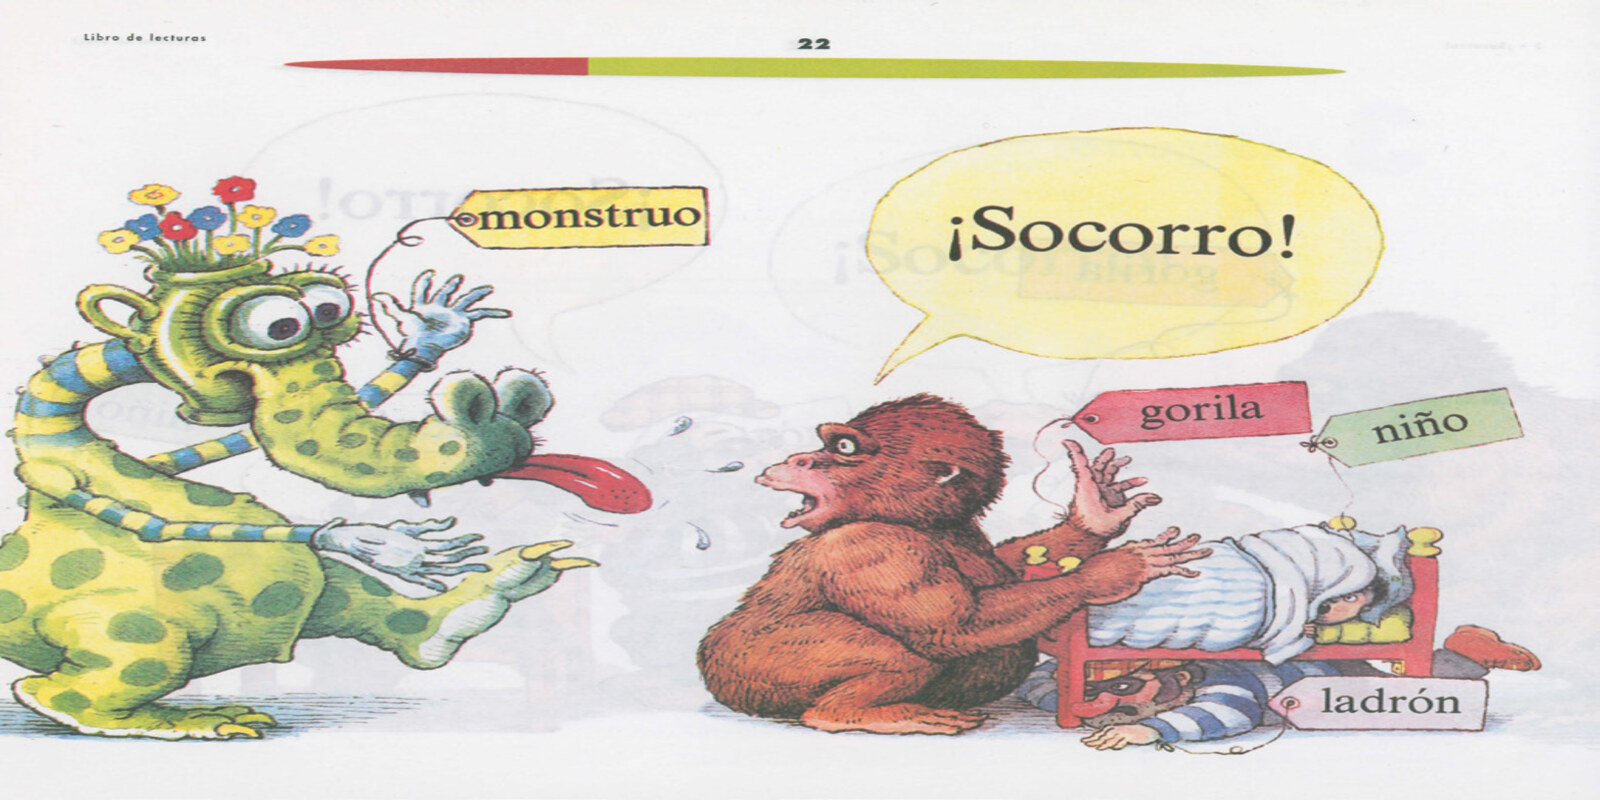 Libro de lecturas
22
monstruo
¡Socorro!
gorila
niño
ladrón